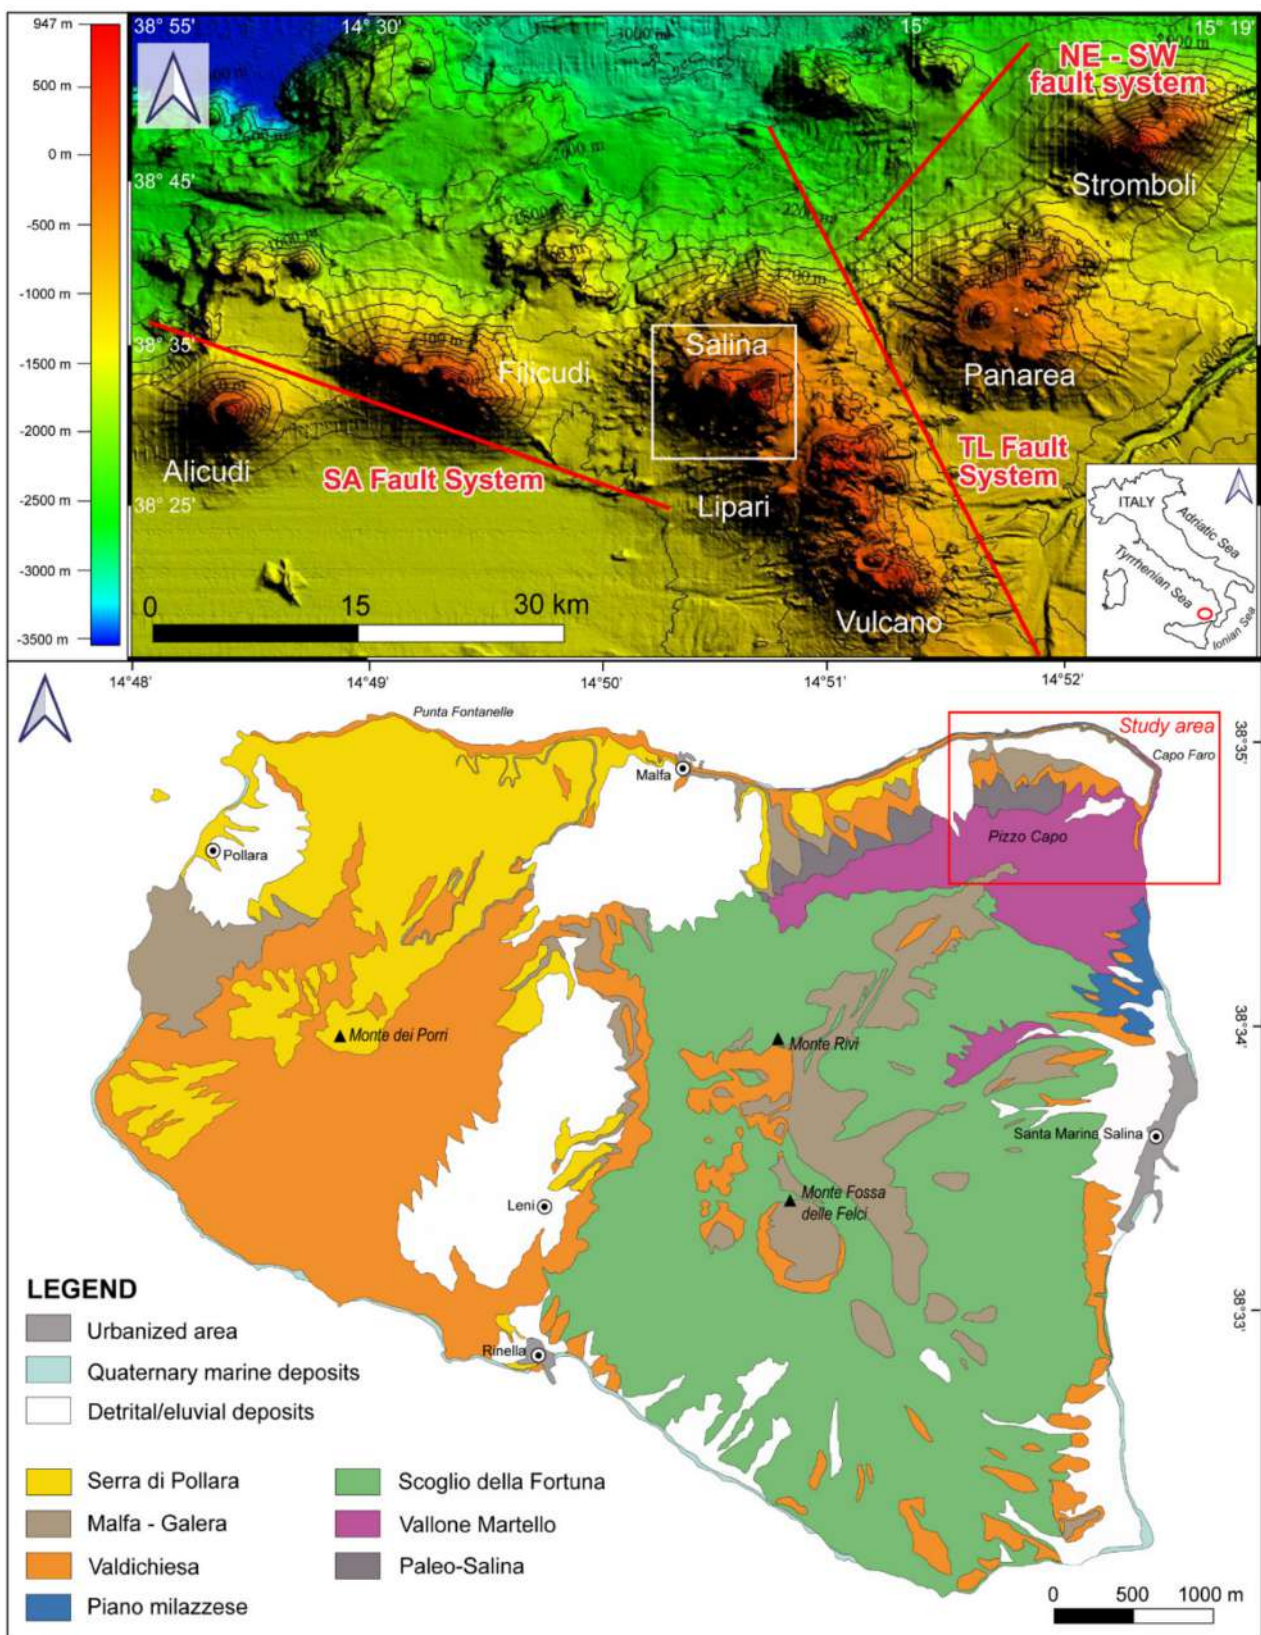 947 m
500 m
0 m
-500 m
-1000 m
-1500 m
-2000 m
-2500 m
-3000 m
-3500 m
38° 55'
14° 30'
15°
15° 19'
38° 45'
38° 35'
38° 25'
NE - SW
fault system
Stromboli
Salina
Filicudi
Panarea
Alicudi
SA Fault System
TL Fault
System
Lipari
Vulcano
0 15 30 km
ITALY
Adriatic Sea
Tyrrhenian Sea
Ionian Sea
14°48'
14°49'
14°50'
14°51'
14°52'
Punta Fontanelle
Study area
38°35'
Capo Faro
Malfa
Pizzo Capo
Pollara
Monte dei Porri
Monte Rivi
38°34'
Santa Marina Salina
Monte Fossa
delle Felci
Leni
38°33'
Rinella
LEGEND
Urbanized area
Quaternary marine deposits
Detrital/eluvial deposits
Serra di Pollara
Malfa - Galera
Valdichiesa
Piano milazzese
Scoglio della Fortuna
Vallone Martello
Paleo-Salina
0 500 1000 m